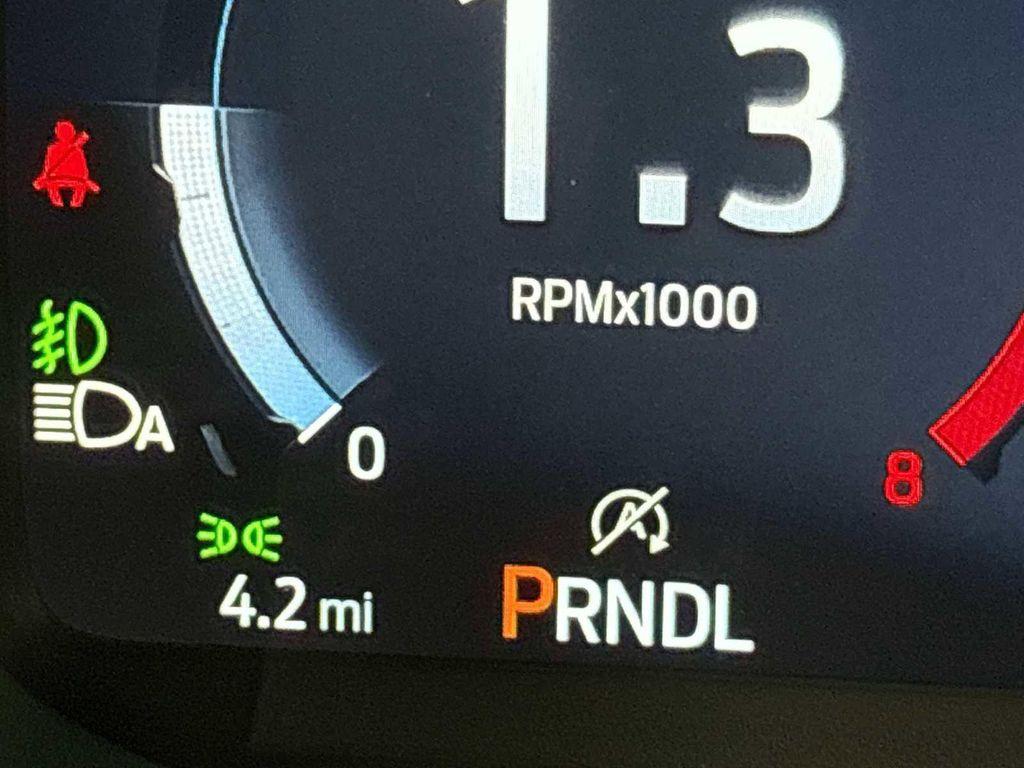 1.3
RPMx1000
A
0
8
A
4.2 mi
PRNDL